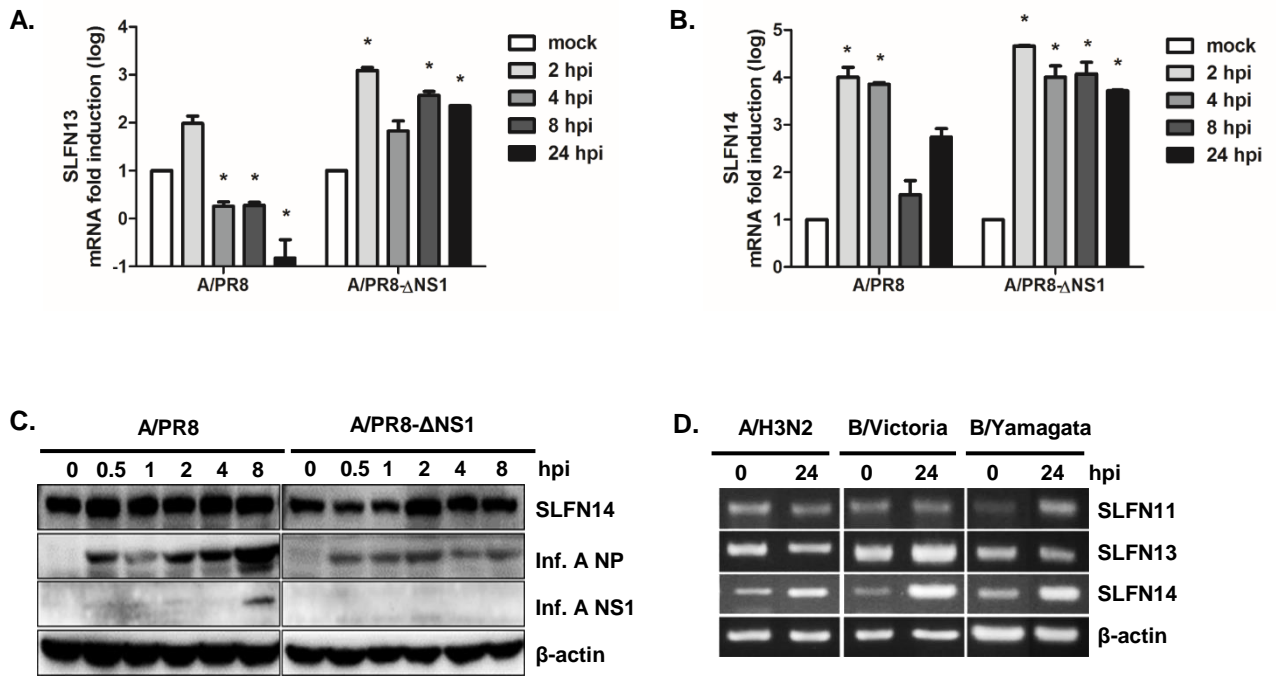 A.
SLFN13
mRNA fold induction (log)
4
3
2
1
0
-1
*
*
*
*
*
*
A/PR8
A/PR8-ΔNS1
mock
2 hpi
4 hpi
8 hpi
24 hpi
B.
SLFN14
mRNA fold induction (log)
5
4
3
2
1
0
*
*
*
*
*
*
A/PR8
A/PR8-ΔNS1
mock
2 hpi
4 hpi
8 hpi
24 hpi
C.
A/PR8
A/PR8-ΔNS1
0 0.5 1 2 4 8 0 0.5 1 2 4 8 hpi
SLFN14
Inf. A NP
Inf. A NS1
β-actin
D.
A/H3N2 B/Victoria B/Yamagata
0 24 0 24 0 24 hpi
SLFN11
SLFN13
SLFN14
β-actin